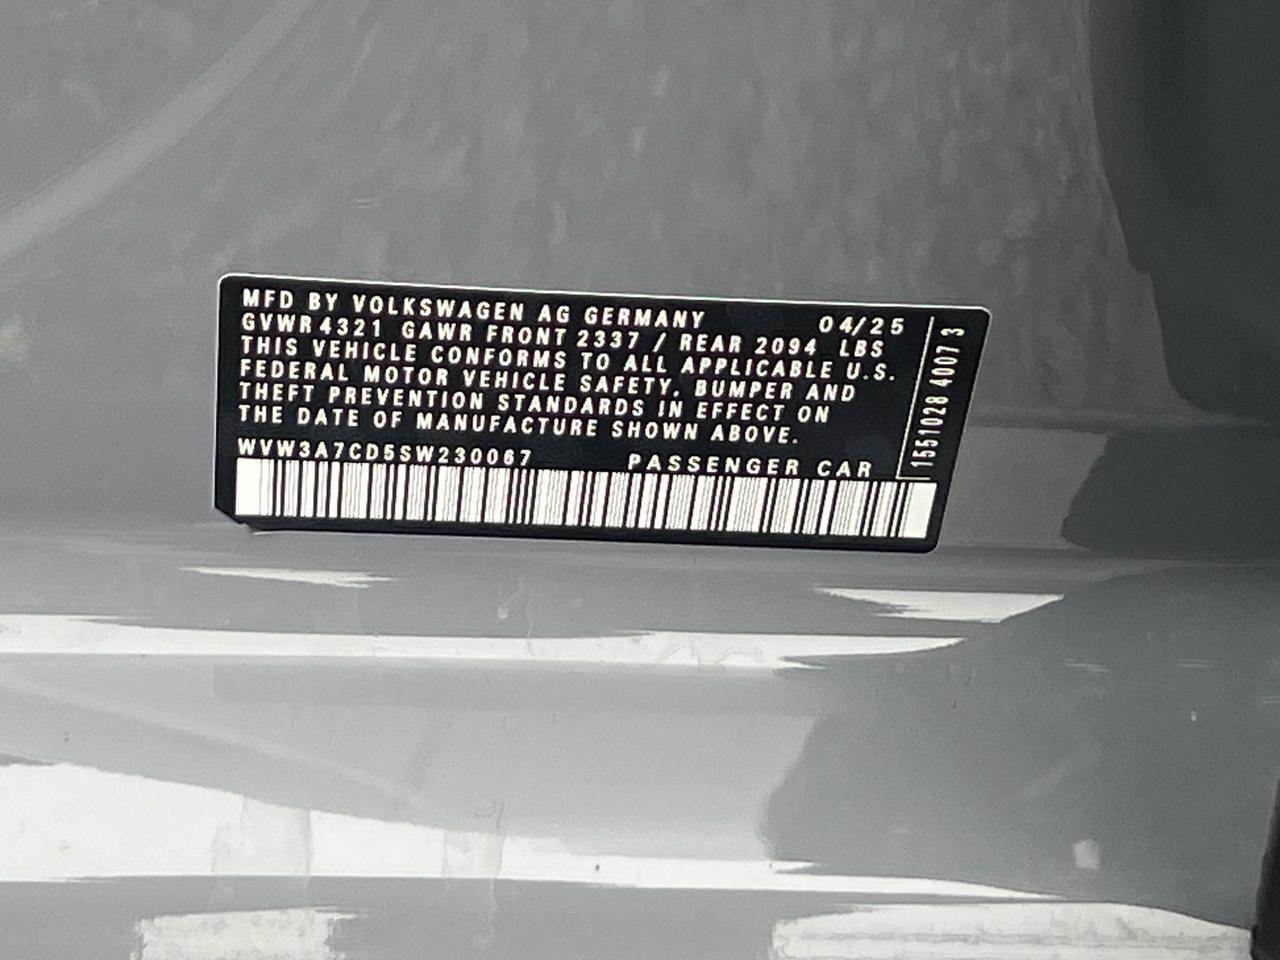 MFD BY VOLKSWAGEN AG GERMANY 04/25
GVWR 4321 GAWR FRONT 2337 / REAR 2094 LBS
THIS VEHICLE CONFORMS TO ALL APPLICABLE U.S.
FEDERAL MOTOR VEHICLE SAFETY, BUMPER AND
THEFT PREVENTION STANDARDS IN EFFECT ON
THE DATE OF MANUFACTURE SHOWN ABOVE.
WVW3A7CD5SW230067 PASSENGER CAR
1551028 4007 3